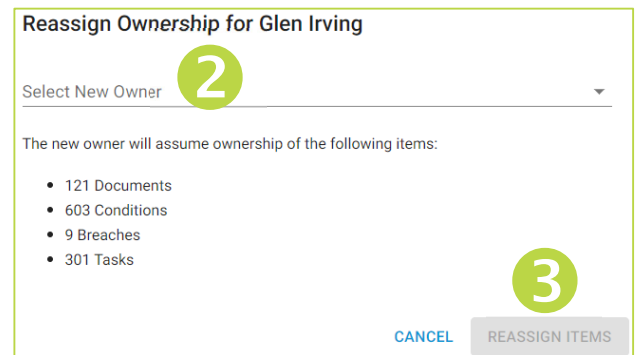 Reassign Ownership for Glen Irving
Select New Owner
2
The new owner will assume ownership of the following items:
• 121 Documents
• 603 Conditions
• 9 Breaches
• 301 Tasks
3
CANCEL REASSIGN ITEMS